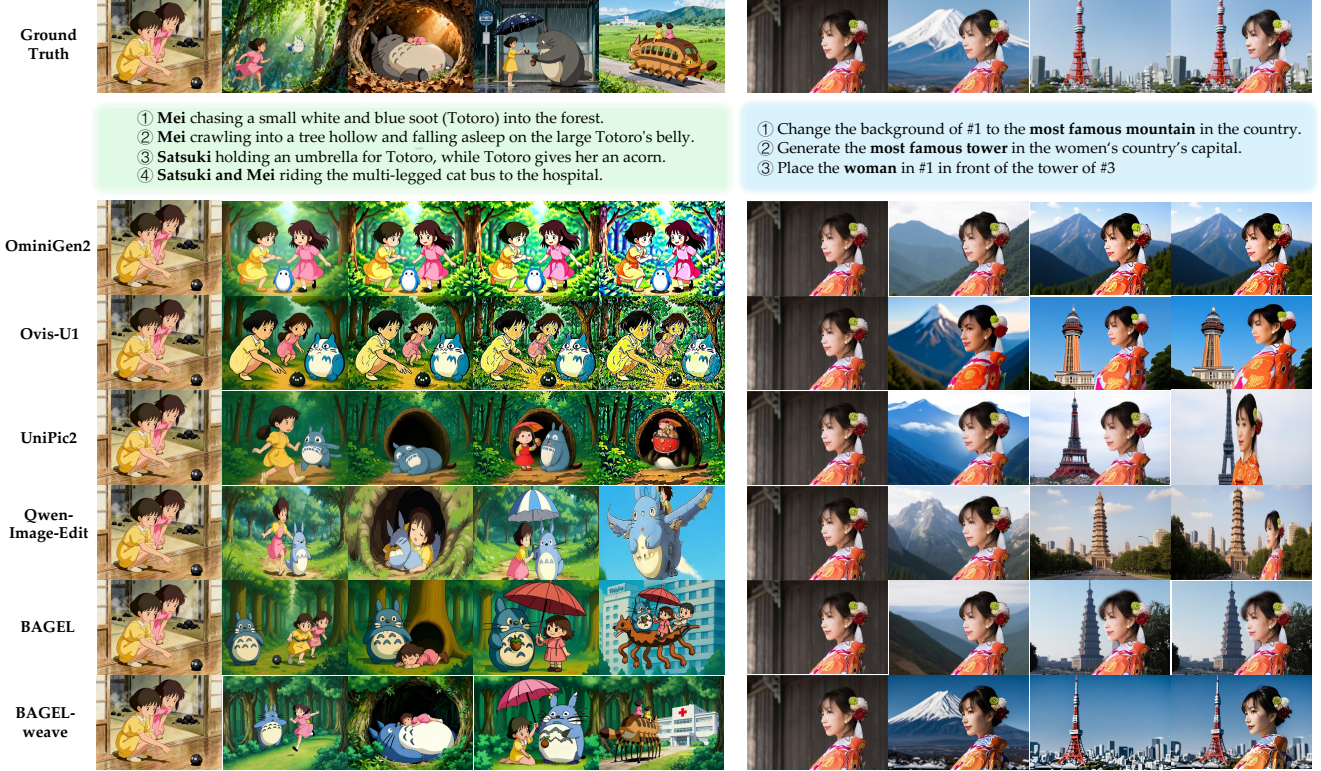 Ground
Truth
① Mei chasing a small white and blue soot (Totoro) into the forest.
② Mei crawling into a tree hollow and falling asleep on the large Totoro's belly.
③ Satsuki holding an umbrella for Totoro, while Totoro gives her an acorn.
④ Satsuki and Mei riding the multi-legged cat bus to the hospital.
① Change the background of #1 to the most famous mountain in the country.
② Generate the most famous tower in the women‘s country’s capital.
③ Place the woman in #1 in front of the tower of #3
OminiGen2
Ovis-U1
UniPic2
Qwen-
Image-Edit
BAGEL
BAGEL-
weave